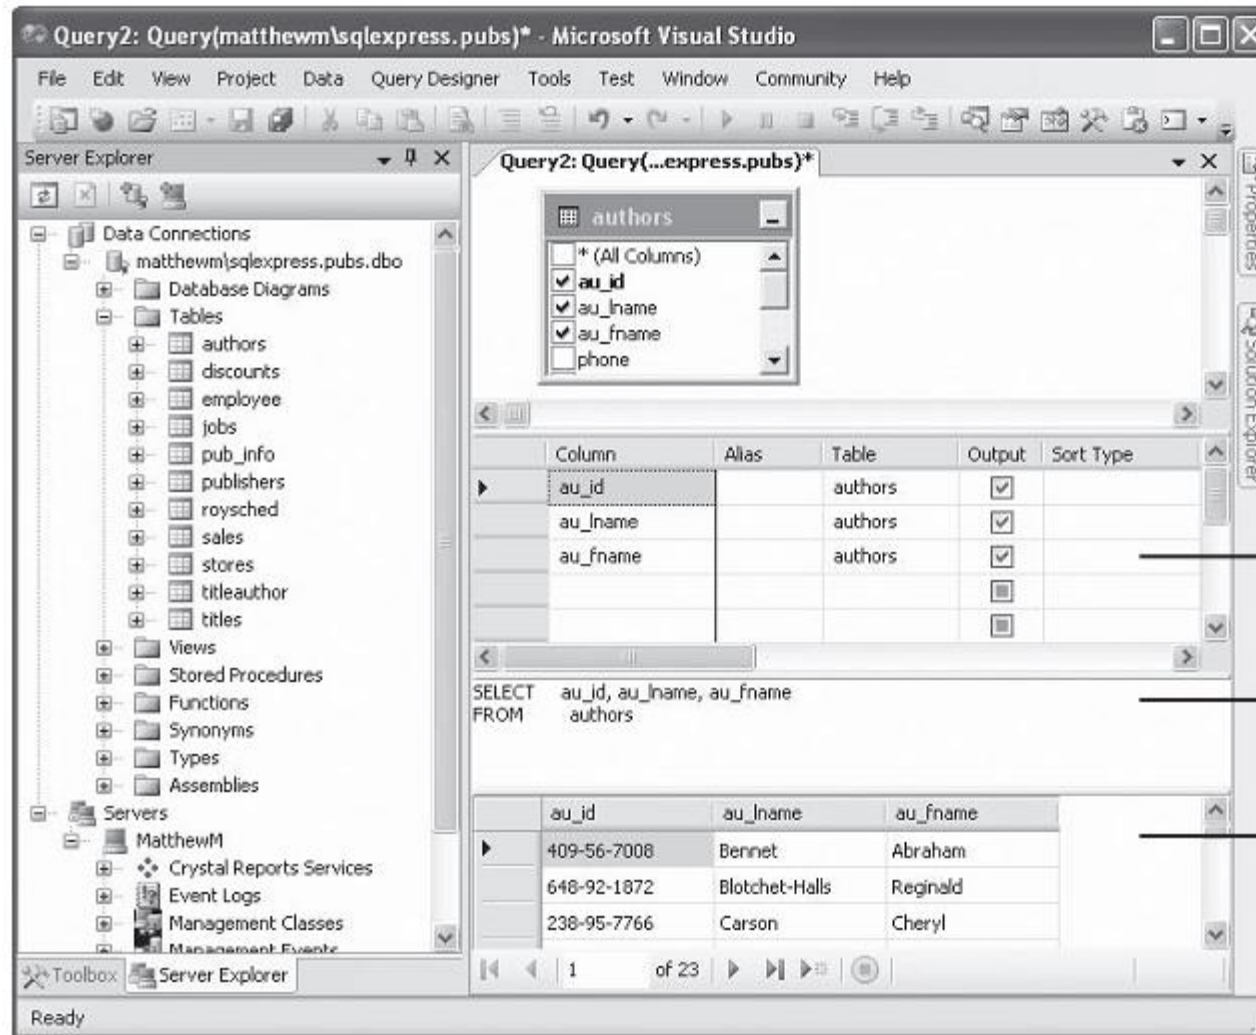 Query2: Query(matthewm\sqlexpress.pubs)* - Microsoft Visual Studio
File Edit View Project Data Query Designer Tools Test Window Community Help
Server Explorer
Data Connections
matthewm\sqlexpress.pubs.dbo
Database Diagrams
Tables
authors
discounts
employee
jobs
pub_info
publishers
roysched
sales
stores
titleauthor
titles
Views
Stored Procedures
Functions
Synonyms
Types
Assemblies
Servers
MatthewM
Crystal Reports Services
Event Logs
Management Classes
Management Events
Toolbox Server Explorer
Query2: Query(...express.pubs)*
authors
* (All Columns)
au_id
au_lname
au_fname
phone
Column Alias Table Output Sort Type
au_id authors
au_lname authors
au_fname authors
SELECT au_id, au_lname, au_fname
FROM authors
au_id au_lname au_fname
409-56-7008 Bennet Abraham
648-92-1872 Blotchet-Halls Reginald
238-95-7766 Carson Cheryl
1 of 23
Properties
Solution Explorer
Ready